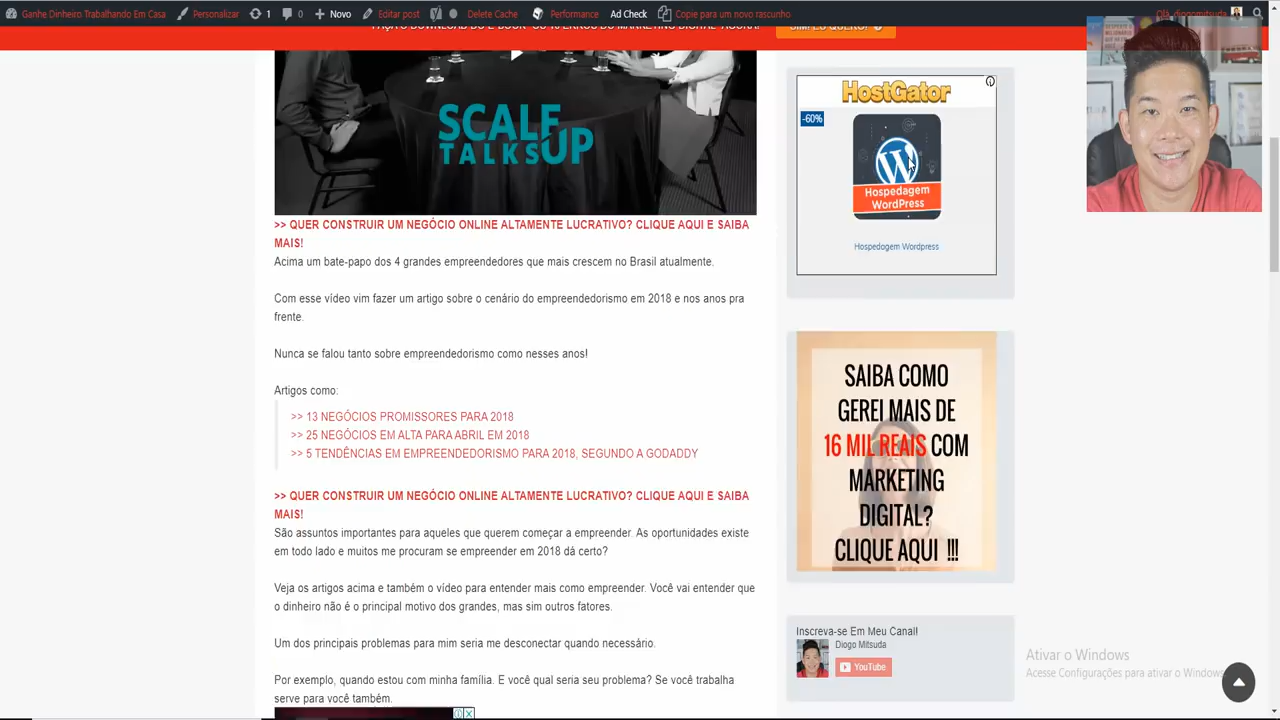 Ganhe Dinheiro Trabalhando Em Casa Personalizar 1 0 Novo Editar post Delete Cache Performance Ad Check Copie para um novo rascunho Olá, diogomitsuda
SCALE
TALKS UP
>> QUER CONSTRUIR UM NEGÓCIO ONLINE ALTAMENTE LUCRATIVO? CLIQUE AQUI E SAIBA
MAIS!
Acima um bate-papo dos 4 grandes empreendedores que mais crescem no Brasil atualmente.
Com esse vídeo vim fazer um artigo sobre o cenário do empreendedorismo em 2018 e nos anos pra
frente.
Nunca se falou tanto sobre empreendedorismo como nesses anos!
Artigos como:
>> 13 NEGÓCIOS PROMISSORES PARA 2018
>> 25 NEGÓCIOS EM ALTA PARA ABRIL EM 2018
>> 5 TENDÊNCIAS EM EMPREENDEDORISMO PARA 2018, SEGUNDO A GODADDY
>> QUER CONSTRUIR UM NEGÓCIO ONLINE ALTAMENTE LUCRATIVO? CLIQUE AQUI E SAIBA
MAIS!
São assuntos importantes para aqueles que querem começar a empreender. As oportunidades existe
em todo lado e muitos me procuram se empreender em 2018 dá certo?
Veja os artigos acima e também o vídeo para entender mais como empreender. Você vai entender que
o dinheiro não é o principal motivo dos grandes, mas sim outros fatores.
Um dos principais problemas para mim seria me desconectar quando necessário.
Por exemplo, quando estou com minha família. E você qual seria seu problema? Se você trabalha
serve para você também.
HostGator
-60%
Hospedagem
WordPress
Hospedagem Wordpress
SAIBA COMO
GEREI MAIS DE
16 MIL REAIS COM
MARKETING
DIGITAL?
CLIQUE AQUI !!!
Inscreva-se Em Meu Canal!
Diogo Mitsuda
YouTube
Ativar o Windows
Acesse Configurações para ativar o Windows